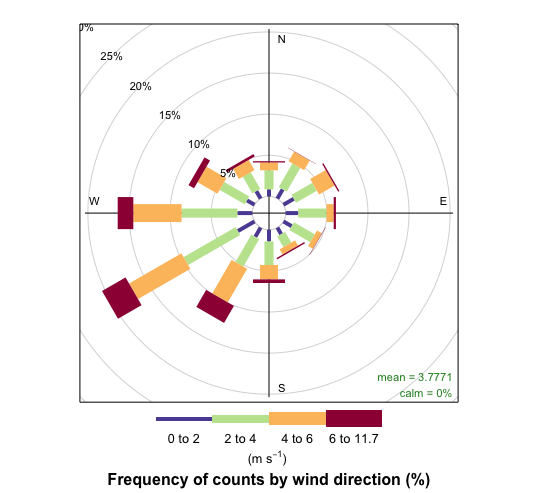 N
25%
20%
15%
10%
5%
W
E
S
mean = 3.7771
calm = 0%
0 to 2 2 to 4 4 to 6 6 to 11.7
(m s⁻¹)
Frequency of counts by wind direction (%)